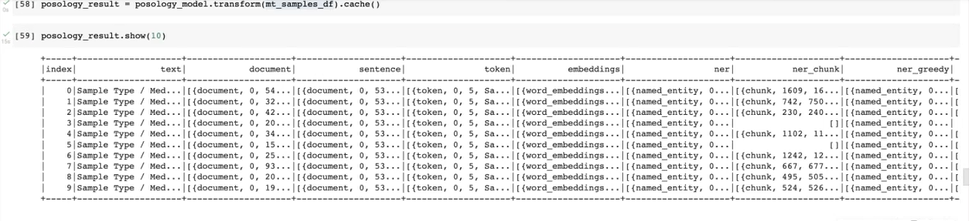 [58] posology_result = posology_model.transform(mt_samples_df).cache()
[59] posology_result.show(10)
+-----+--------------------+--------------------+--------------------+--------------------+--------------------+--------------------+--------------------+--------------------+-
|index|                text|            document|            sentence|               token|          embeddings|                 ner|           ner_chunk|          ner_greedy|
+-----+--------------------+--------------------+--------------------+--------------------+--------------------+--------------------+--------------------+--------------------+-
|    0|Sample Type / Med...|[{document, 0, 54...|[{document, 0, 53...|[{token, 0, 5, Sa...|[{word_embeddings...|[{named_entity, 0...|[{chunk, 1609, 16...|[{named_entity, 0...|[
|    1|Sample Type / Med...|[{document, 0, 32...|[{document, 0, 53...|[{token, 0, 5, Sa...|[{word_embeddings...|[{named_entity, 0...|[{chunk, 742, 750...|[{named_entity, 0...|[
|    2|Sample Type / Med...|[{document, 0, 42...|[{document, 0, 53...|[{token, 0, 5, Sa...|[{word_embeddings...|[{named_entity, 0...|[{chunk, 230, 240...|[{named_entity, 0...|[
|    3|Sample Type / Med...|[{document, 0, 20...|[{document, 0, 53...|[{token, 0, 5, Sa...|[{word_embeddings...|[{named_entity, 0...|                  []|[{named_entity, 0...|
|    4|Sample Type / Med...|[{document, 0, 34...|[{document, 0, 53...|[{token, 0, 5, Sa...|[{word_embeddings...|[{named_entity, 0...|[{chunk, 1102, 11...|[{named_entity, 0...|[
|    5|Sample Type / Med...|[{document, 0, 15...|[{document, 0, 53...|[{token, 0, 5, Sa...|[{word_embeddings...|[{named_entity, 0...|                  []|[{named_entity, 0...|
|    6|Sample Type / Med...|[{document, 0, 25...|[{document, 0, 53...|[{token, 0, 5, Sa...|[{word_embeddings...|[{named_entity, 0...|[{chunk, 1242, 12...|[{named_entity, 0...|[
|    7|Sample Type / Med...|[{document, 0, 93...|[{document, 0, 53...|[{token, 0, 5, Sa...|[{word_embeddings...|[{named_entity, 0...|[{chunk, 667, 677...|[{named_entity, 0...|[
|    8|Sample Type / Med...|[{document, 0, 20...|[{document, 0, 53...|[{token, 0, 5, Sa...|[{word_embeddings...|[{named_entity, 0...|[{chunk, 495, 505...|[{named_entity, 0...|[
|    9|Sample Type / Med...|[{document, 0, 19...|[{document, 0, 53...|[{token, 0, 5, Sa...|[{word_embeddings...|[{named_entity, 0...|[{chunk, 524, 526...|[{named_entity, 0...|[
+-----+--------------------+--------------------+--------------------+--------------------+--------------------+--------------------+--------------------+--------------------+-